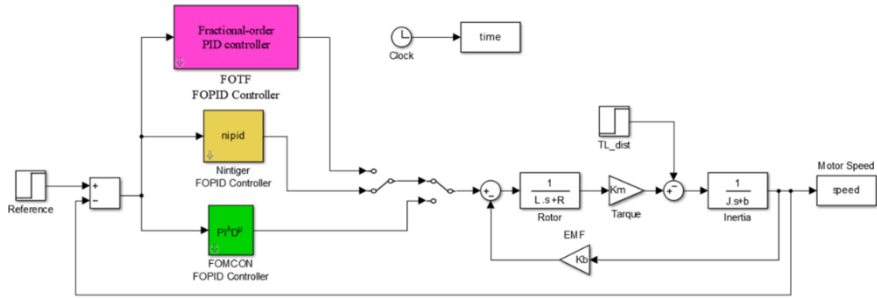 Fractional-order
PID controller
FOTF
FOPID Controller
Clock
time
nipid
Nintiger
FOPID Controller
TL_dist
Reference
+
−
PIλDμ
FOMCON
FOPID Controller
1
L.s+R
Rotor
Km
Tarque
1
J.s+b
Inertia
Motor Speed
speed
EMF
Kb